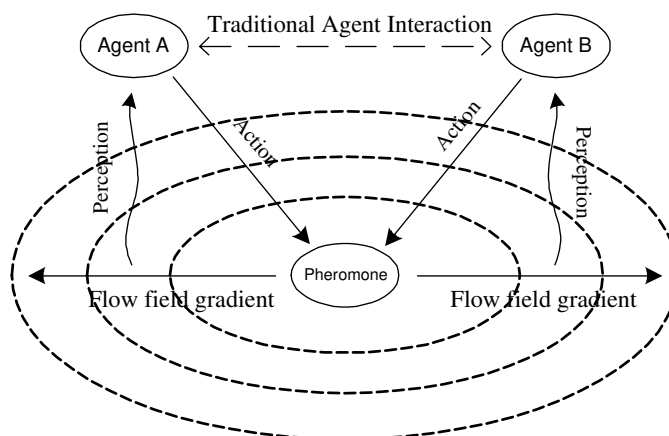 Traditional Agent Interaction
Agent A
Agent B
Action
Action
Perception
Perception
Pheromone
Flow field gradient
Flow field gradient